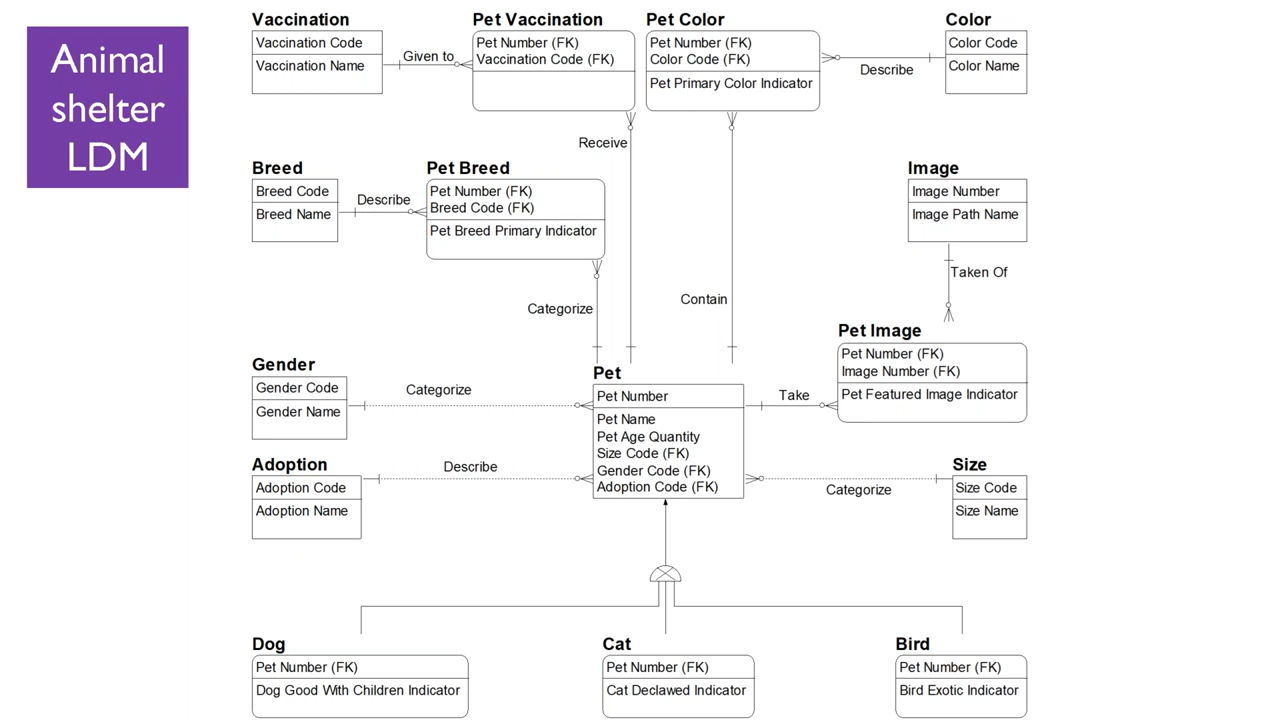 Animal
shelter
LDM
Vaccination
Vaccination Code
Vaccination Name
Given to
Pet Vaccination
Pet Number (FK)
Vaccination Code (FK)
Pet Color
Pet Number (FK)
Color Code (FK)
Pet Primary Color Indicator
Describe
Color
Color Code
Color Name
Receive
Breed
Breed Code
Breed Name
Describe
Pet Breed
Pet Number (FK)
Breed Code (FK)
Pet Breed Primary Indicator
Image
Image Number
Image Path Name
Taken Of
Categorize
Contain
Pet Image
Pet Number (FK)
Image Number (FK)
Pet Featured Image Indicator
Gender
Gender Code
Gender Name
Categorize
Pet
Pet Number
Pet Name
Pet Age Quantity
Size Code (FK)
Gender Code (FK)
Adoption Code (FK)
Take
Adoption
Adoption Code
Adoption Name
Describe
Categorize
Size
Size Code
Size Name
Dog
Pet Number (FK)
Dog Good With Children Indicator
Cat
Pet Number (FK)
Cat Declawed Indicator
Bird
Pet Number (FK)
Bird Exotic Indicator